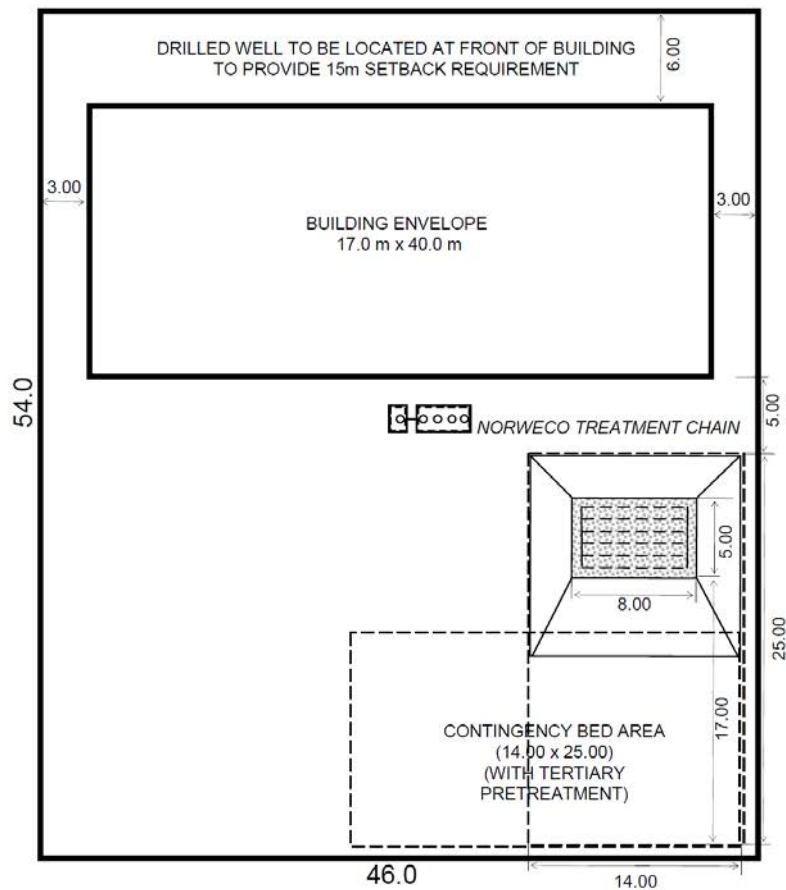 DRILLED WELL TO BE LOCATED AT FRONT OF BUILDING
TO PROVIDE 15m SETBACK REQUIREMENT
6.00
3.00
3.00
BUILDING ENVELOPE
17.0 m x 40.0 m
54.0
5.00
NORWECO TREATMENT CHAIN
5.00
8.00
25.00
17.00
CONTINGENCY BED AREA
(14.00 x 25.00)
(WITH TERTIARY
PRETREATMENT)
46.0
14.00